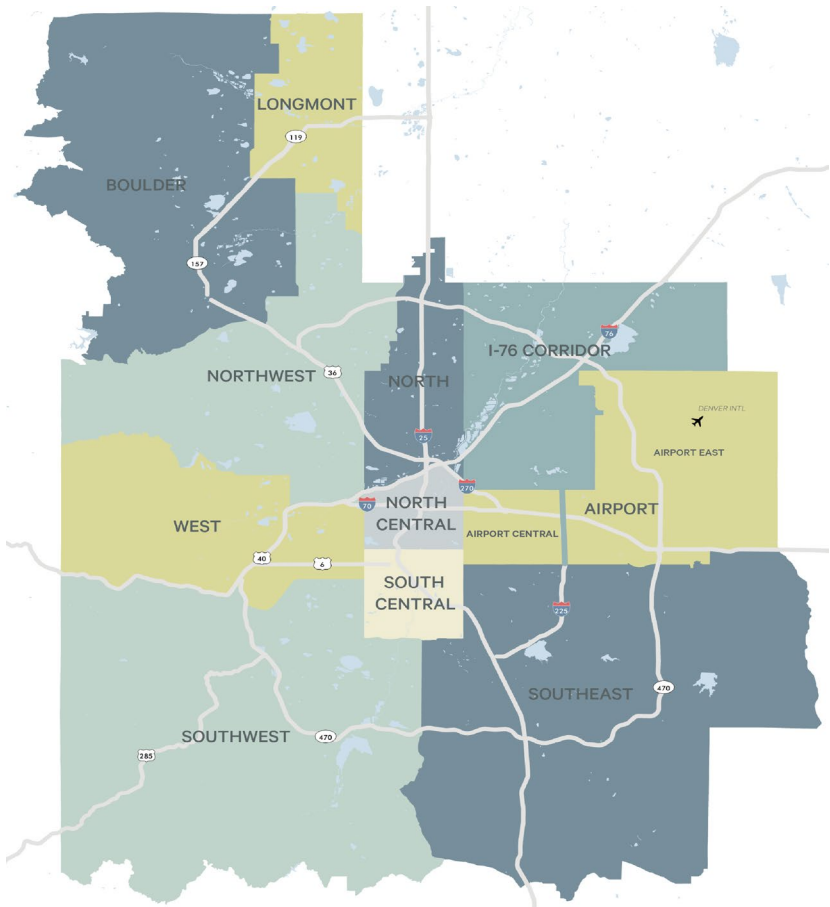 LONGMONT
119
BOULDER
157
76
I-76 CORRIDOR
NORTHWEST
36
NORTH
DENVER INTL
25
AIRPORT EAST
270
70
NORTH
CENTRAL
AIRPORT
WEST
AIRPORT CENTRAL
40
6
SOUTH
CENTRAL
225
SOUTHEAST
470
SOUTHWEST
470
285